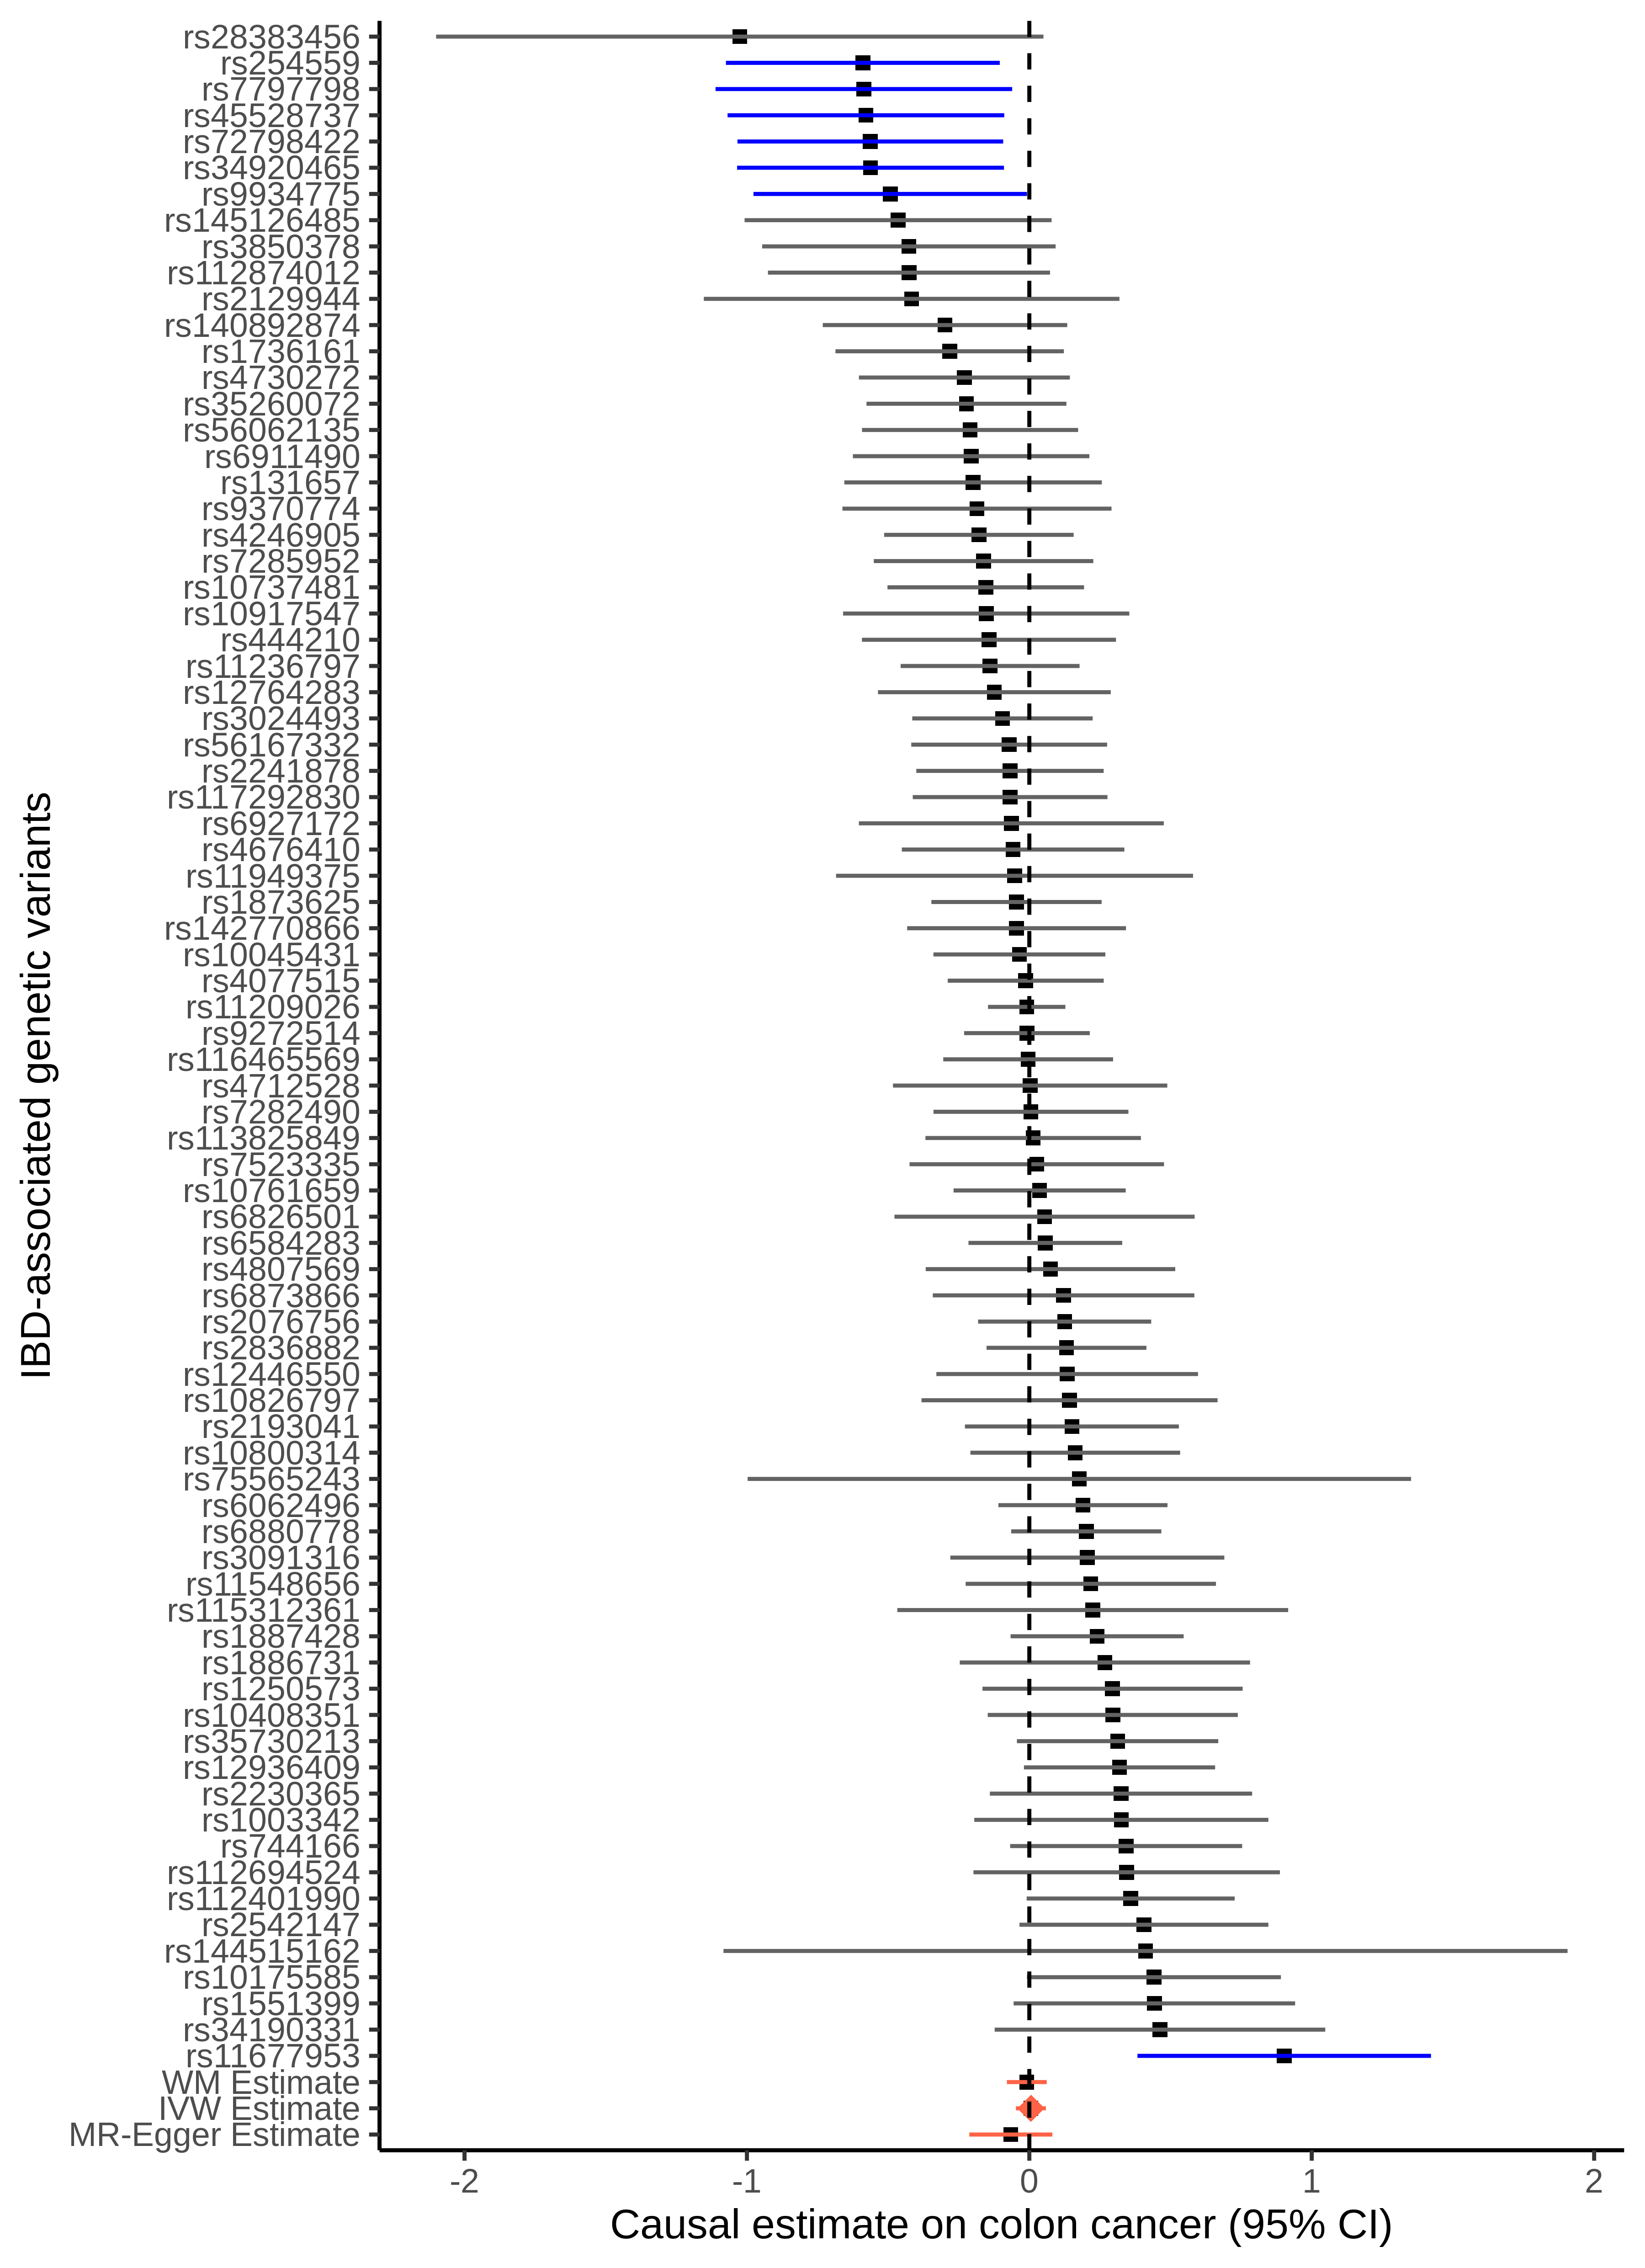 rs28383456
rs254559
rs7797798
rs45528737
rs72798422
rs34920465
rs9934775
rs145126485
rs3850378
rs112874012
rs2129944
rs140892874
rs1736161
rs4730272
rs35260072
rs56062135
rs6911490
rs131657
rs9370774
rs4246905
rs7285952
rs10737481
rs10917547
rs444210
rs11236797
rs12764283
rs3024493
rs56167332
rs2241878
rs117292830
rs6927172
rs4676410
rs11949375
rs1873625
rs142770866
rs10045431
rs4077515
rs11209026
rs9272514
rs116465569
rs4712528
rs7282490
rs113825849
rs7523335
rs10761659
rs6826501
rs6584283
rs4807569
rs6873866
rs2076756
rs2836882
rs12446550
rs10826797
rs2193041
rs10800314
rs75565243
rs6062496
rs6880778
rs3091316
rs11548656
rs115312361
rs1887428
rs1886731
rs1250573
rs10408351
rs35730213
rs12936409
rs2230365
rs1003342
rs744166
rs112694524
rs112401990
rs2542147
rs144515162
rs10175585
rs1551399
rs34190331
rs11677953
WM Estimate
IVW Estimate
MR-Egger Estimate
IBD-associated genetic variants
-2 -1 0 1 2
Causal estimate on colon cancer (95% CI)